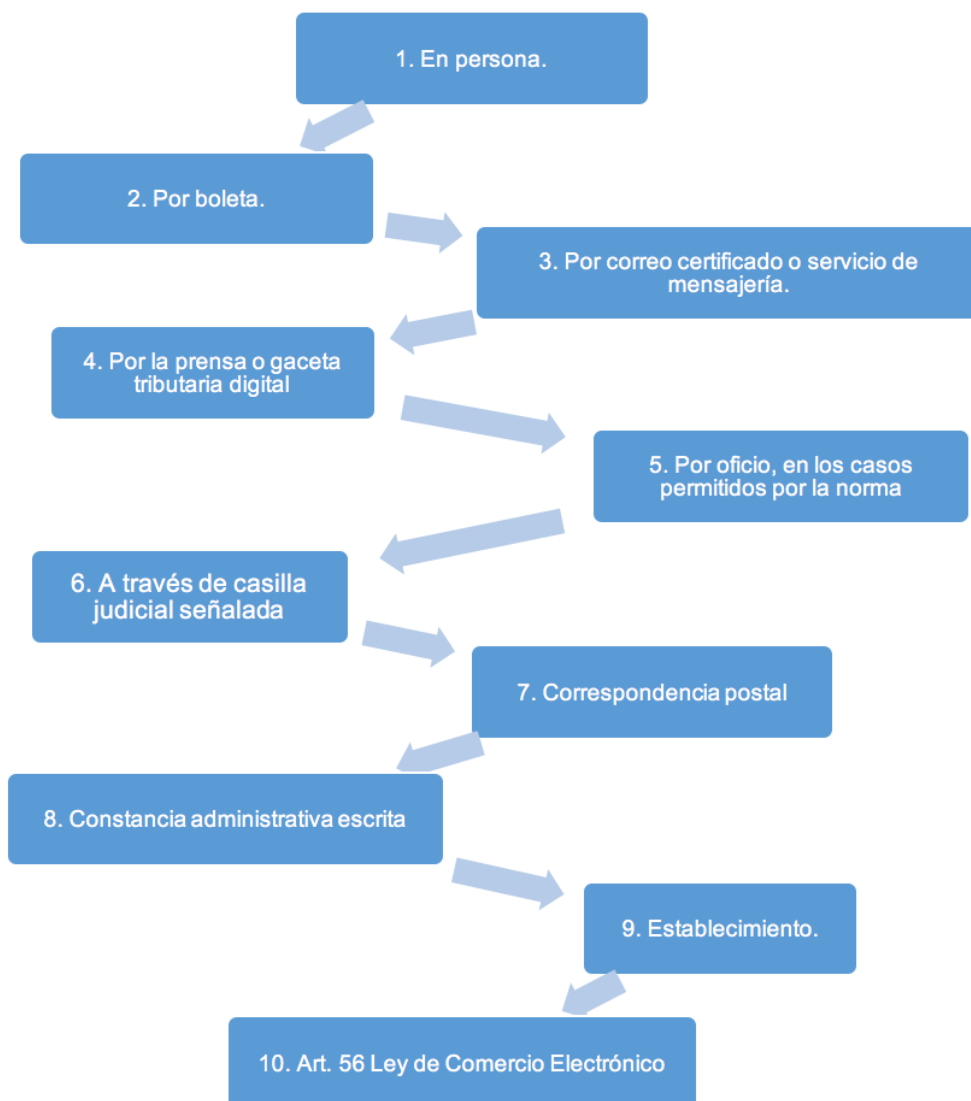 1. En persona.
2. Por boleta.
3. Por correo certificado o servicio de
mensajería.
4. Por la prensa o gaceta
tributaria digital
5. Por oficio, en los casos
permitidos por la norma
6. A través de casilla
judicial señalada
7. Correspondencia postal
8. Constancia administrativa escrita
9. Establecimiento.
10. Art. 56 Ley de Comercio Electrónico